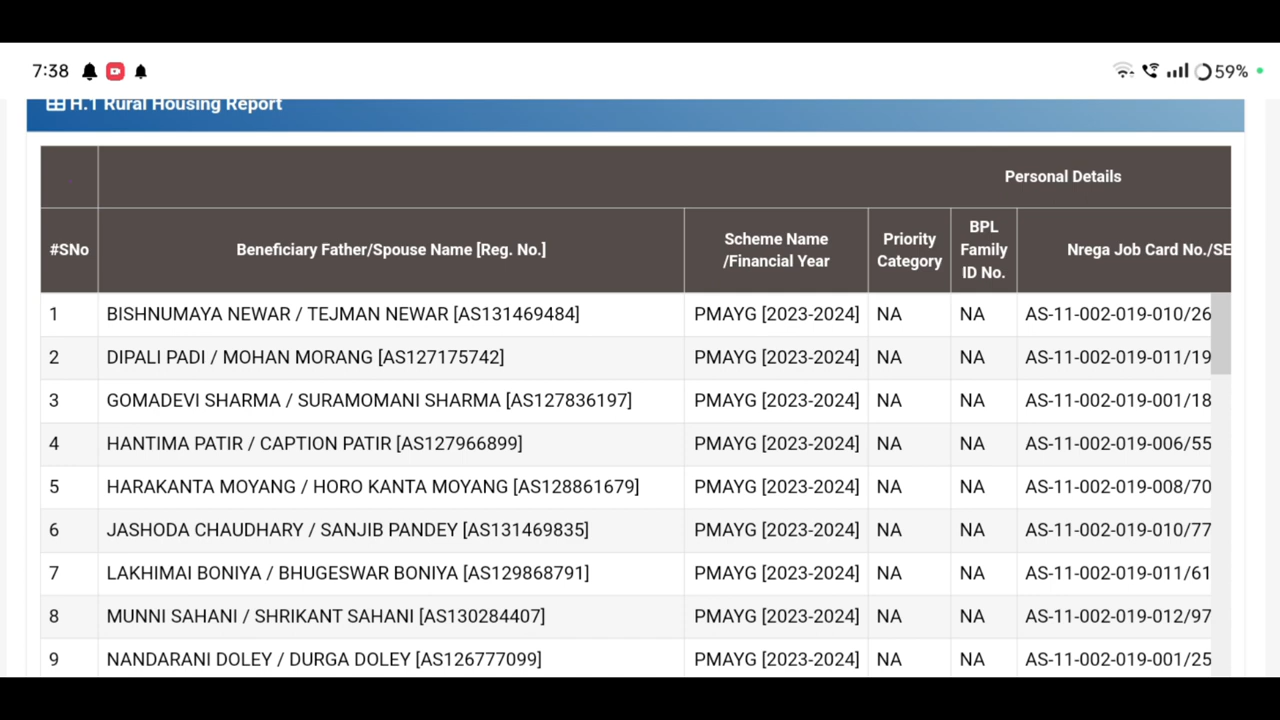 7:38 59%
H.1 Rural Housing Report
Personal Details
#SNo Beneficiary Father/Spouse Name [Reg. No.] Scheme Name /Financial Year Priority Category BPL Family ID No. Nrega Job Card No./SE
1 BISHNUMAYA NEWAR / TEJMAN NEWAR [AS131469484] PMAYG [2023-2024] NA NA AS-11-002-019-010/26
2 DIPALI PADI / MOHAN MORANG [AS127175742] PMAYG [2023-2024] NA NA AS-11-002-019-011/19
3 GOMADEVI SHARMA / SURAMOMANI SHARMA [AS127836197] PMAYG [2023-2024] NA NA AS-11-002-019-001/18
4 HANTIMA PATIR / CAPTION PATIR [AS127966899] PMAYG [2023-2024] NA NA AS-11-002-019-006/55
5 HARAKANTA MOYANG / HORO KANTA MOYANG [AS128861679] PMAYG [2023-2024] NA NA AS-11-002-019-008/70
6 JASHODA CHAUDHARY / SANJIB PANDEY [AS131469835] PMAYG [2023-2024] NA NA AS-11-002-019-010/77
7 LAKHIMAI BONIYA / BHUGESWAR BONIYA [AS129868791] PMAYG [2023-2024] NA NA AS-11-002-019-011/61
8 MUNNI SAHANI / SHRIKANT SAHANI [AS130284407] PMAYG [2023-2024] NA NA AS-11-002-019-012/97
9 NANDARANI DOLEY / DURGA DOLEY [AS126777099] PMAYG [2023-2024] NA NA AS-11-002-019-001/25